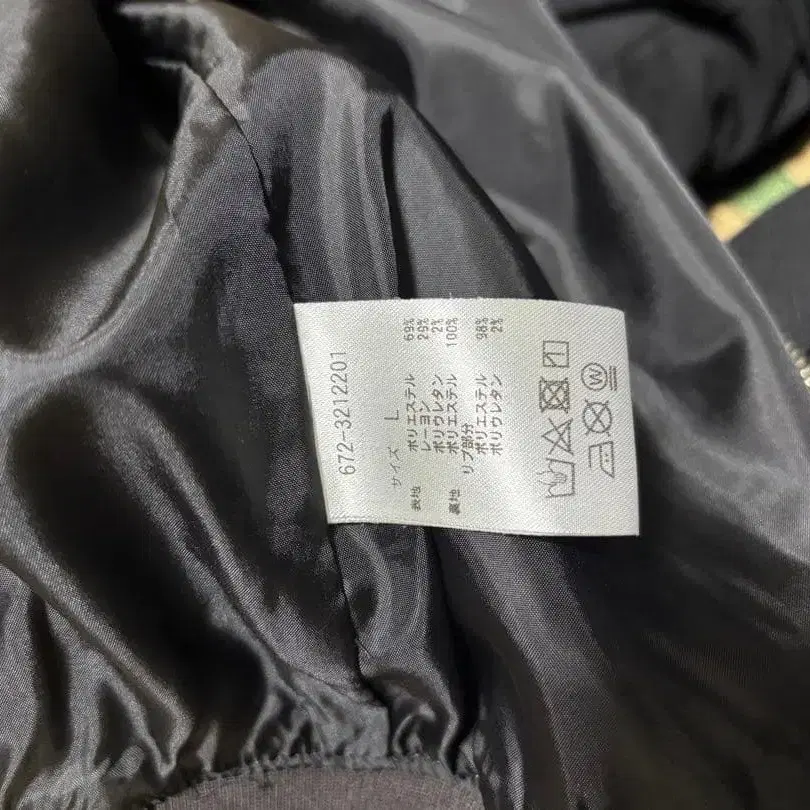 672-3212201
サイズ L
表地 ポリエステル 69%
レーヨン 29%
ポリウレタン 2%
裏地 ポリエステル 100%
リブ部分
ポリエステル 98%
ポリウレタン 2%
W